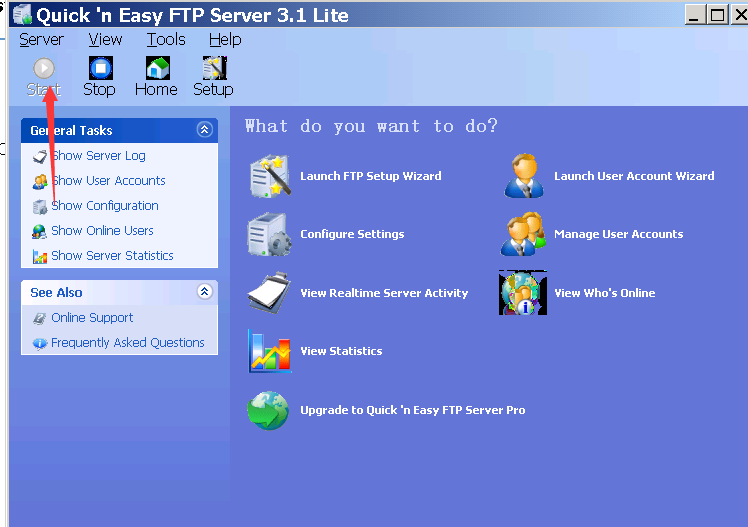 Quick 'n Easy FTP Server 3.1 Lite
Server View Tools Help
Start Stop Home Setup
General Tasks
Show Server Log
Show User Accounts
Show Configuration
Show Online Users
Show Server Statistics
See Also
Online Support
Frequently Asked Questions
What do you want to do?
Launch FTP Setup Wizard
Launch User Account Wizard
Configure Settings
Manage User Accounts
View Realtime Server Activity
View Who's Online
View Statistics
Upgrade to Quick 'n Easy FTP Server Pro